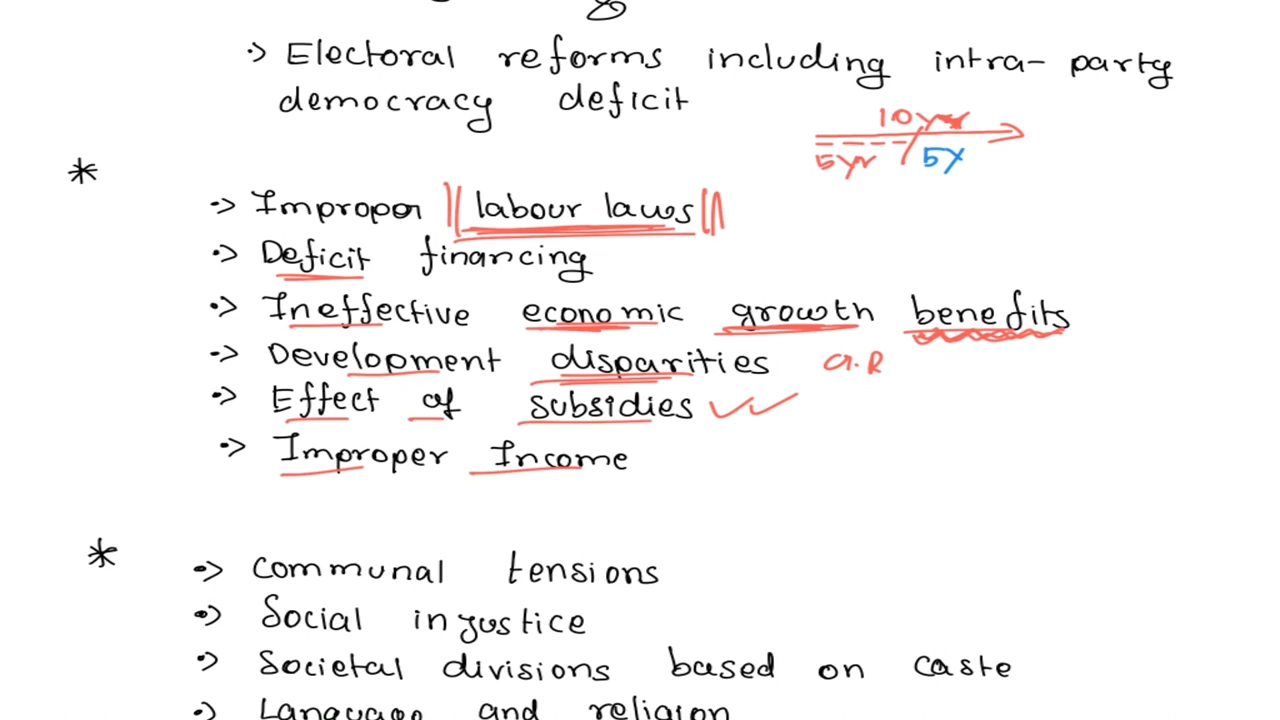 ·> Electoral reforms including intra-party
democracy deficit
10yr
5yr / 5y
*
·> Improper labour laws
·> Deficit financing
·> Ineffective economic growth benefits
·> Development disparities G.R
·> Effect of subsidies ✓✓
·> Improper Income
*
·> Communal tensions
·> Social injustice
·> Societal divisions based on caste
·> Language and religion